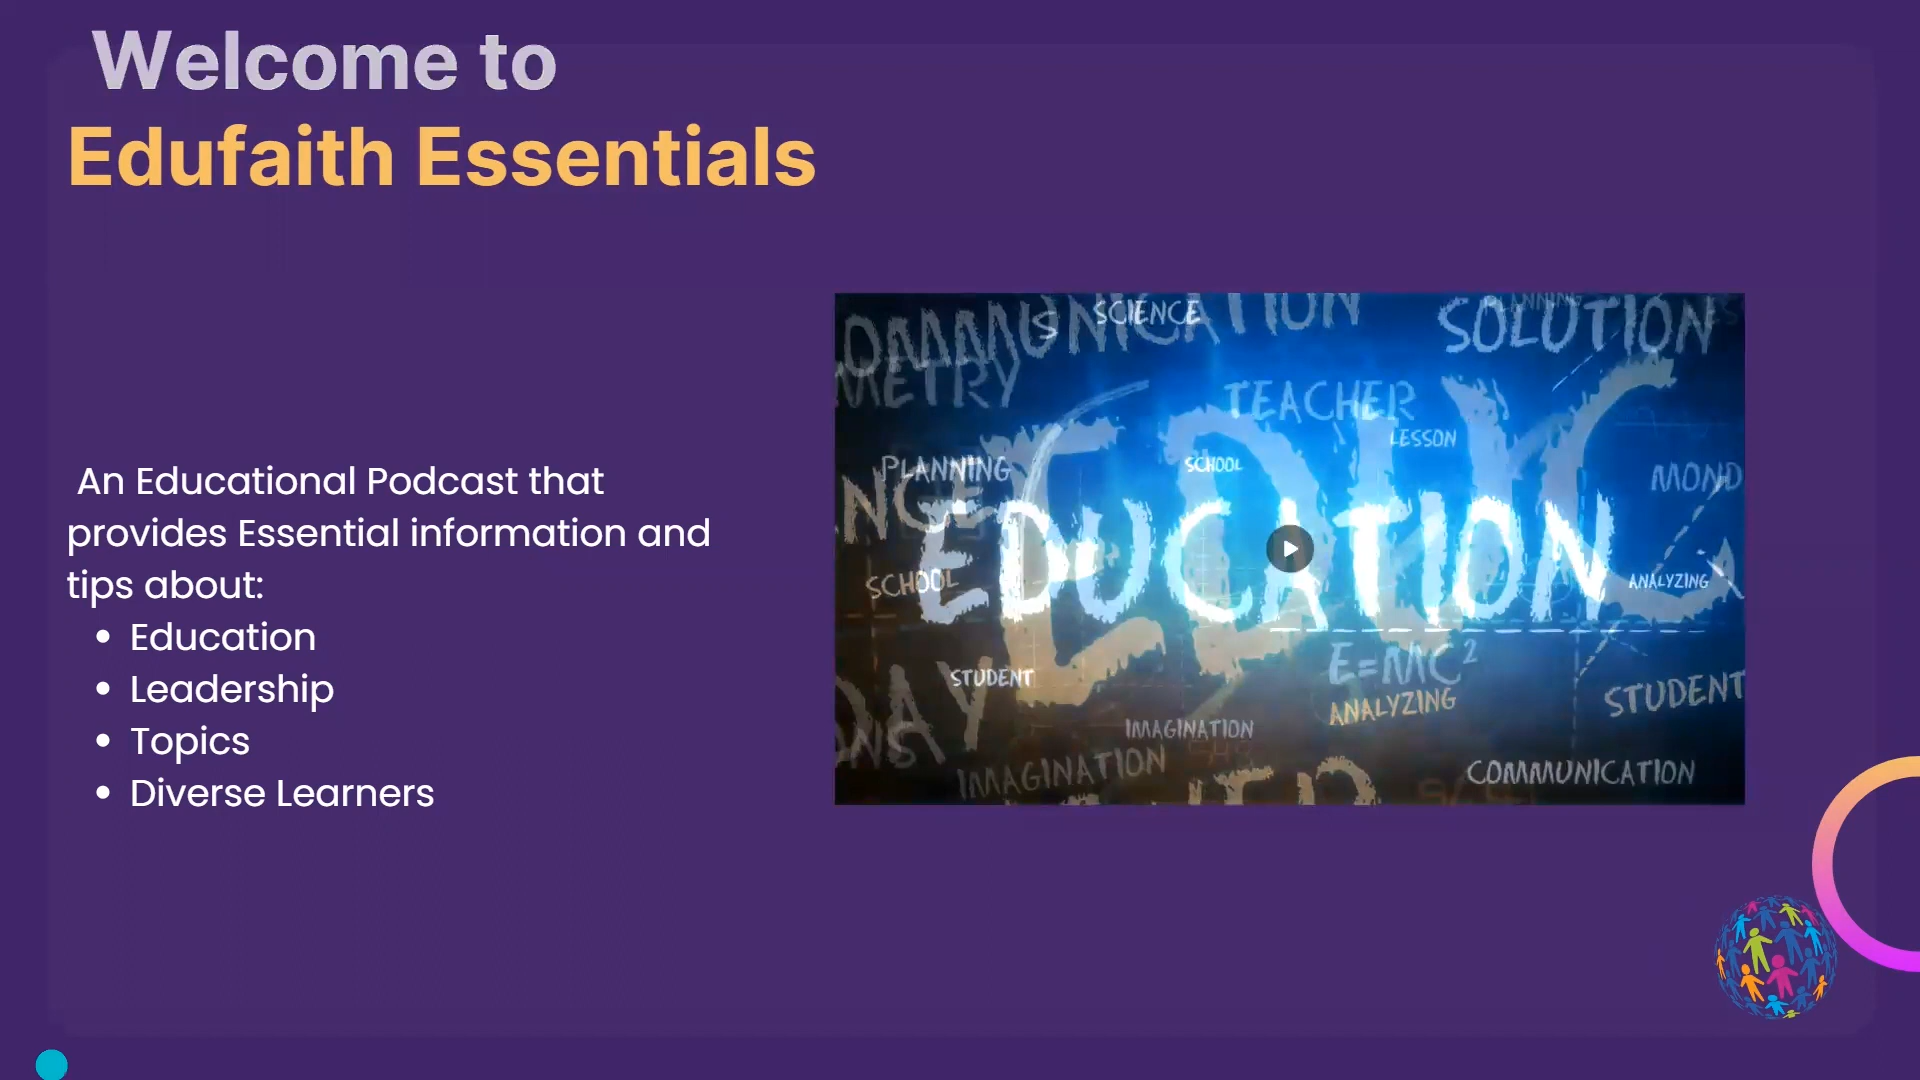 Welcome to
Edufaith Essentials
An Educational Podcast that
provides Essential information and
tips about:
• Education
• Leadership
• Topics
• Diverse Learners
SCIENCE
SOLUTION
TEACHER
LESSON
PLANNING
SCHOOL
MOND
EDUCATION
SCHOOL
ANALYZING
E=MC²
STUDENT
ANALYZING
STUDENT
IMAGINATION
IMAGINATION
COMMUNICATION